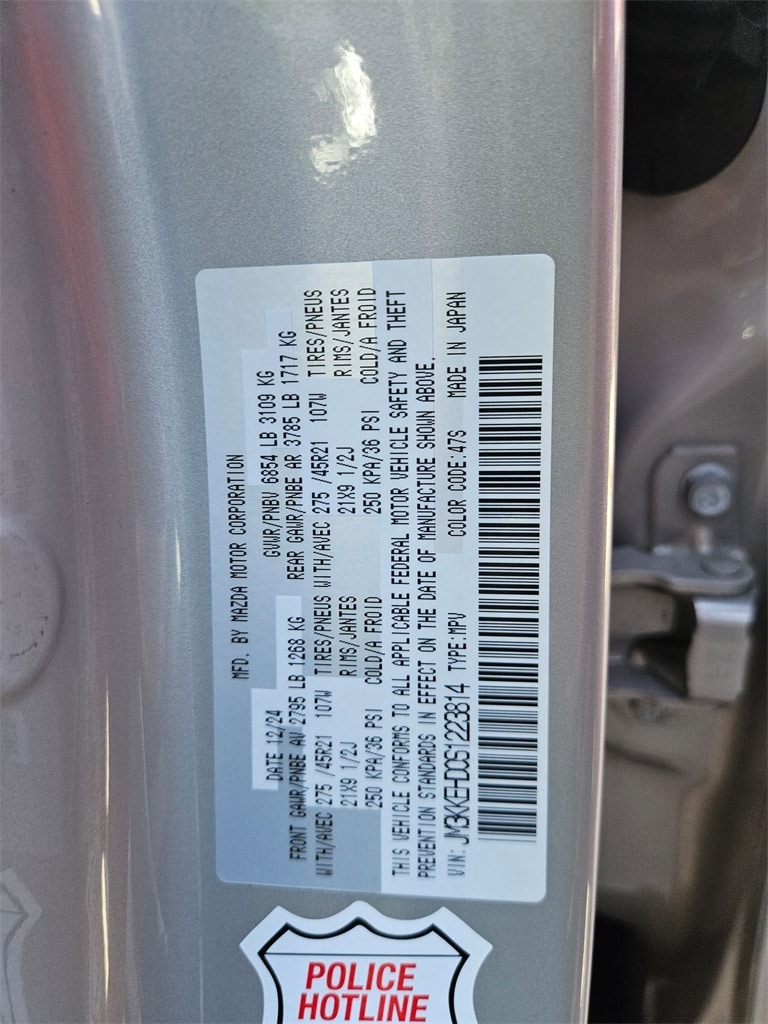 MFD. BY MAZDA MOTOR CORPORATION
DATE 12/24 GVWR/PNBV 6854 LB 3109 KG
FRONT GAWR/PNBE AV 2795 LB 1268 KG REAR GAWR/PNBE AR 3785 LB 1717 KG
WITH/AVEC 275 /45R21 107W TIRES/PNEUS WITH/AVEC 275 /45R21 107W TIRES/PNEUS
21X9 1/2J RIMS/JANTES 21X9 1/2J RIMS/JANTES
250 KPA/36 PSI COLD/A FROID 250 KPA/36 PSI COLD/A FROID
THIS VEHICLE CONFORMS TO ALL APPLICABLE FEDERAL MOTOR VEHICLE SAFETY AND THEFT
PREVENTION STANDARDS IN EFFECT ON THE DATE OF MANUFACTURE SHOWN ABOVE.
VIN: JM3KKEHD0S1223814 TYPE:MPV COLOR CODE:47S MADE IN JAPAN
POLICE
HOTLINE